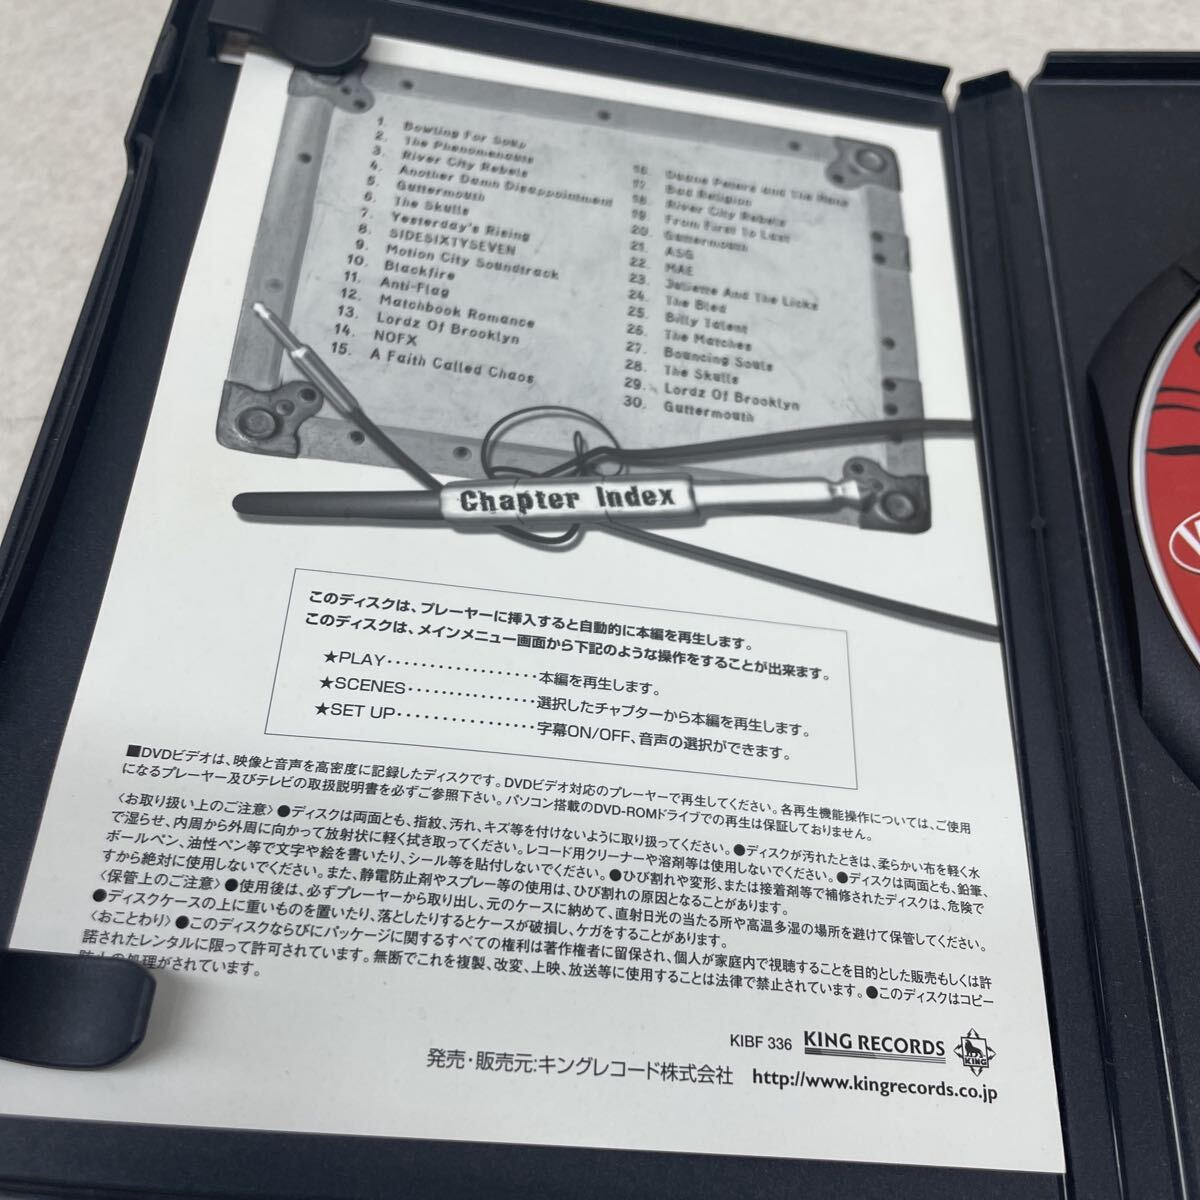 1. Bowling For Soup
2. The Phenomenauts
3. River City Rebels
4. Another Damn Disappointment
5. Guttermouth
6. The Skulls
7. Yesterday's Rising
8. SIDESIXTYSEVEN
9. Motion City Soundtrack
10. Blackfire
11. Anti-Flag
12. Matchbook Romance
13. Lordz Of Brooklyn
14. NOFX
15. A Faith Called Chaos
16. Duane Peters and The Hunns
17. Bad Religion
18. River City Rebels
19. From First To Last
20. Guttermouth
21. ASG
22. MAE
23. Juliette And The Licks
24. The Bled
25. Billy Talent
26. The Matches
27. Bouncing Souls
28. The Skulls
29. Lordz Of Brooklyn
30. Guttermouth
Chapter Index
このディスクは、プレーヤーに挿入すると自動的に本編を再生します。
このディスクは、メインメニュー画面から下記のような操作をすることが出来ます。
★PLAY・・・・・・・・・・・・・・・・・・本編を再生します。
★SCENES・・・・・・・・・・・・・・・選択したチャプターから本編を再生します。
★SET UP・・・・・・・・・・・・・・・・字幕ON/OFF、音声の選択ができます。
■DVDビデオは、映像と音声を高密度に記録したディスクです。DVDビデオ対応のプレーヤーで再生してください。各再生機能操作については、ご使用
になるプレーヤー及びテレビの取扱説明書を必ずご参照下さい。パソコン搭載のDVD-ROMドライブでの再生は保証しておりません。
〈お取り扱い上のご注意〉●ディスクは両面とも、指紋、汚れ、キズ等を付けないように取り扱ってください。●ディスクが汚れたときは、柔らかい布を軽く水
で湿らせ、内周から外周に向かって放射状に軽く拭き取ってください。レコード用クリーナーや溶剤等は使用しないでください。●ディスクは両面とも、鉛筆、
ボールペン、油性ペン等で文字や絵を書いたり、シール等を貼付しないでください。●ひび割れや変形、または接着剤等で補修されたディスクは、危険で
すから絶対に使用しないでください。また、静電防止剤やスプレー等の使用は、ひび割れの原因となることがあります。
〈保管上のご注意〉●使用後は、必ずプレーヤーから取り出し、元のケースに納めて、直射日光の当たる所や高温多湿の場所を避けて保管してください。
●ディスクケースの上に重いものを置いたり、落としたりするとケースが破損し、ケガをすることがあります。
〈おことわり〉●このディスクならびにパッケージに関するすべての権利は著作権者に留保され、個人が家庭内で視聴することを目的とした販売もしくは許
諾されたレンタルに限って許可されています。無断でこれを複製、改変、上映、放送等に使用することは法律で禁止されています。●このディスクはコピー
防止の処理がされています。
KIBF 336 KING RECORDS
発売・販売元:キングレコード株式会社 http://www.kingrecords.co.jp